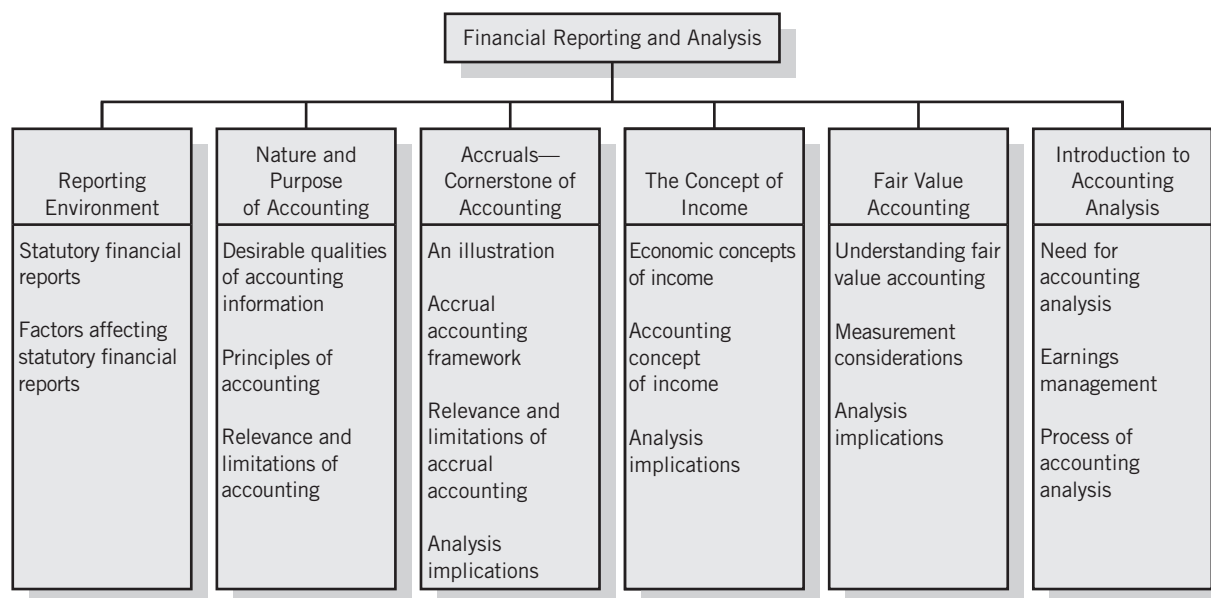 Financial Reporting and Analysis
Reporting
Environment
Statutory financial
reports
Factors affecting
statutory financial
reports
Nature and
Purpose
of Accounting
Desirable qualities
of accounting
information
Principles of
accounting
Relevance and
limitations of
accounting
Accruals—
Cornerstone of
Accounting
An illustration
Accrual
accounting
framework
Relevance and
limitations of
accrual
accounting
Analysis
implications
The Concept of
Income
Economic concepts
of income
Accounting
concept
of income
Analysis
implications
Fair Value
Accounting
Understanding fair
value accounting
Measurement
considerations
Analysis
implications
Introduction to
Accounting
Analysis
Need for
accounting
analysis
Earnings
management
Process of
accounting
analysis